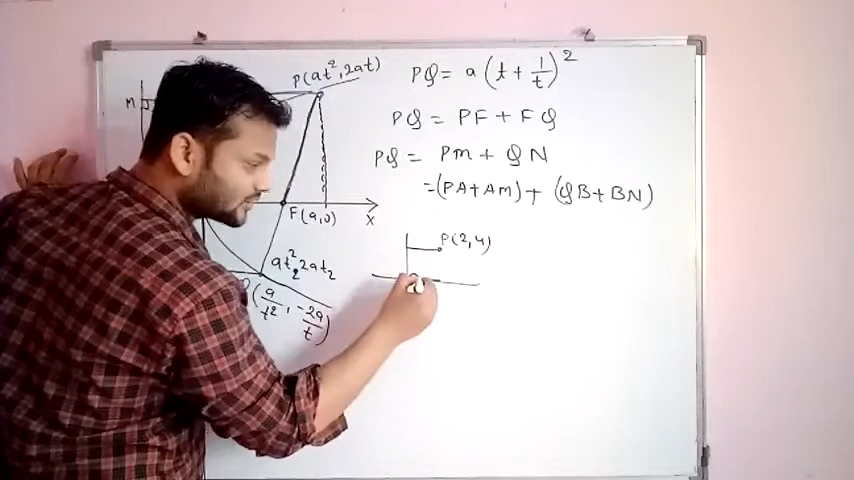 P(at², 2at)
M
F(a,0)
X
at₂² 2at₂
(a/t², -2a/t)
PQ = a(t + 1/t)²
PQ = PF + FQ
PQ = PM + QN
=(PA+AM) + (QB+BN)
P(2,4)